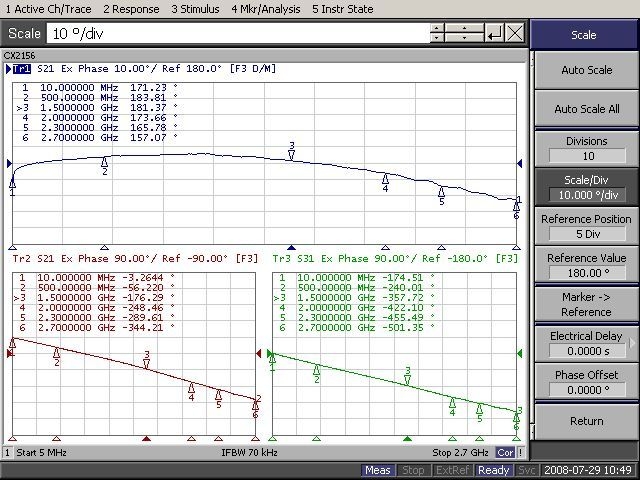 1 Active Ch/Trace 2 Response 3 Stimulus 4 Mkr/Analysis 5 Instr State
Scale 10 °/div
CX2156
Tr1 S21 Ex Phase 10.00°/ Ref 180.0° [F3 D/M]
1 10.000000 MHz 171.23 °
2 500.00000 MHz 183.81 °
>3 1.5000000 GHz 181.37 °
4 2.0000000 GHz 173.66 °
5 2.3000000 GHz 165.78 °
6 2.7000000 GHz 157.07 °
1
2
3
4
5
1
6
Tr2 S21 Ex Phase 90.00°/ Ref -90.00° [F3]
1 10.000000 MHz -3.2644 °
2 500.00000 MHz -56.220 °
>3 1.5000000 GHz -176.29 °
4 2.0000000 GHz -248.46 °
5 2.3000000 GHz -289.61 °
6 2.7000000 GHz -344.21 °
1
2
3
4
5
2
6
Tr3 S31 Ex Phase 90.00°/ Ref -180.0° [F3]
1 10.000000 MHz -174.51 °
2 500.00000 MHz -240.01 °
>3 1.5000000 GHz -357.72 °
4 2.0000000 GHz -422.10 °
5 2.3000000 GHz -455.49 °
6 2.7000000 GHz -501.35 °
1
2
3
4
5
3
6
1 Start 5 MHz IFBW 70 kHz Stop 2.7 GHz Cor !
Scale
Auto Scale
Auto Scale All
Divisions
10
Scale/Div
10.000 °/div
Reference Position
5 Div
Reference Value
180.00 °
Marker ->
Reference
Electrical Delay
0.0000 s
Phase Offset
0.0000 °
Return
Meas Stop ExtRef Ready Svc 2008-07-29 10:49